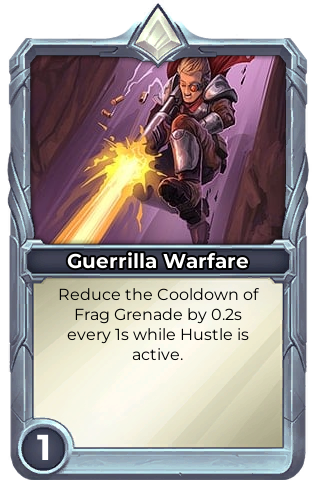 Guerrilla Warfare
Reduce the Cooldown of
Frag Grenade by 0.2s
every 1s while Hustle is
active.
1